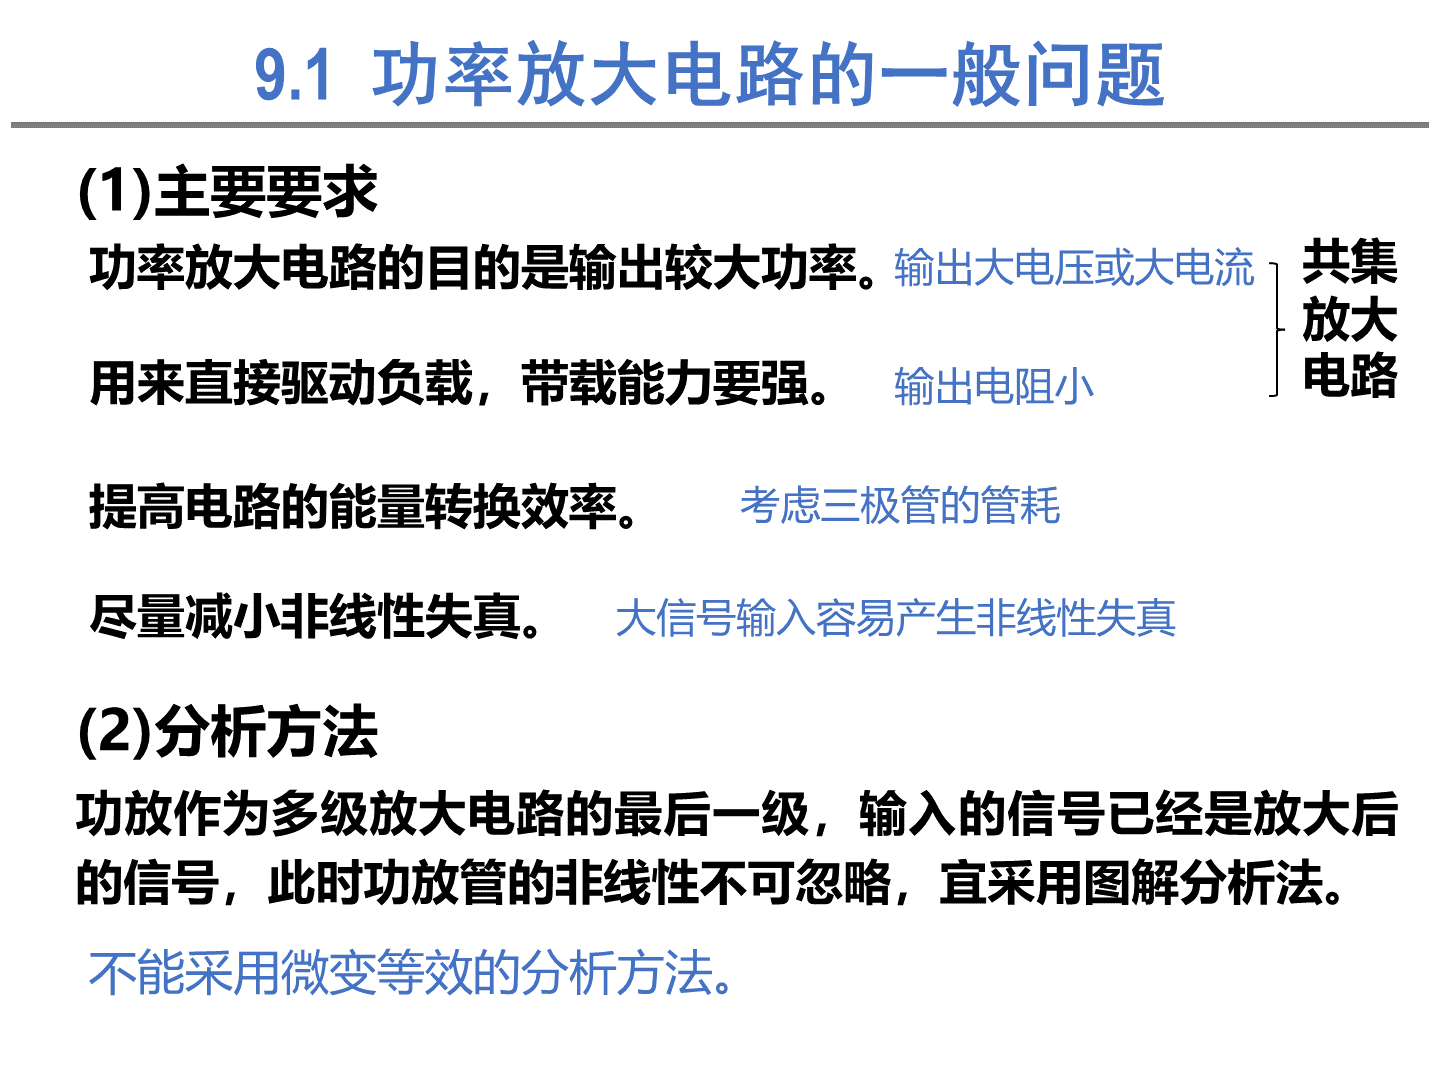 9.1 功率放大电路的一般问题
(1)主要要求
功率放大电路的目的是输出较大功率。输出大电压或大电流
用来直接驱动负载，带载能力要强。 输出电阻小
共集
放大
电路
提高电路的能量转换效率。 考虑三极管的管耗
尽量减小非线性失真。 大信号输入容易产生非线性失真
(2)分析方法
功放作为多级放大电路的最后一级，输入的信号已经是放大后
的信号，此时功放管的非线性不可忽略，宜采用图解分析法。
不能采用微变等效的分析方法。